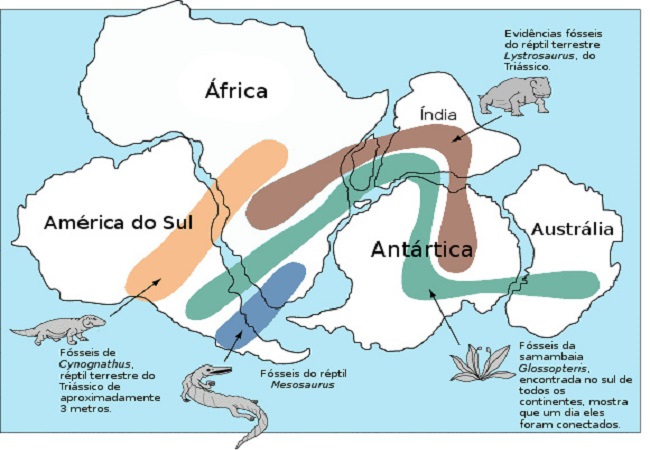 Evidências fósseis
do réptil terrestre
Lystrosaurus, do
Triássico.
África
Índia
América do Sul
Austrália
Antártica
Fósseis de
Cynognathus,
réptil terrestre do
Triássico de
aproximadamente
3 metros.
Fósseis do réptil
Mesosaurus
Fósseis da
samambaia
Glossopteris,
encontrada no sul de
todos os
continentes, mostra
que um dia eles
foram conectados.